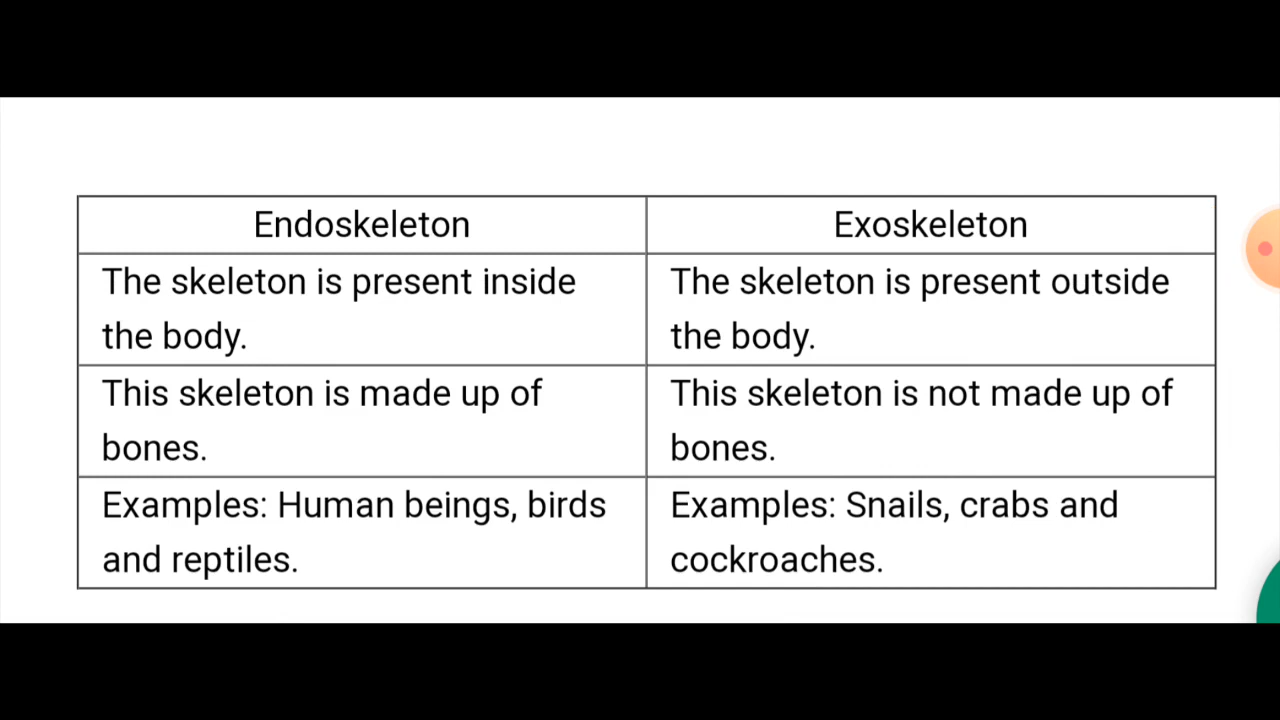 Endoskeleton
Exoskeleton
The skeleton is present inside
the body.
The skeleton is present outside
the body.
This skeleton is made up of
bones.
This skeleton is not made up of
bones.
Examples: Human beings, birds
and reptiles.
Examples: Snails, crabs and
cockroaches.